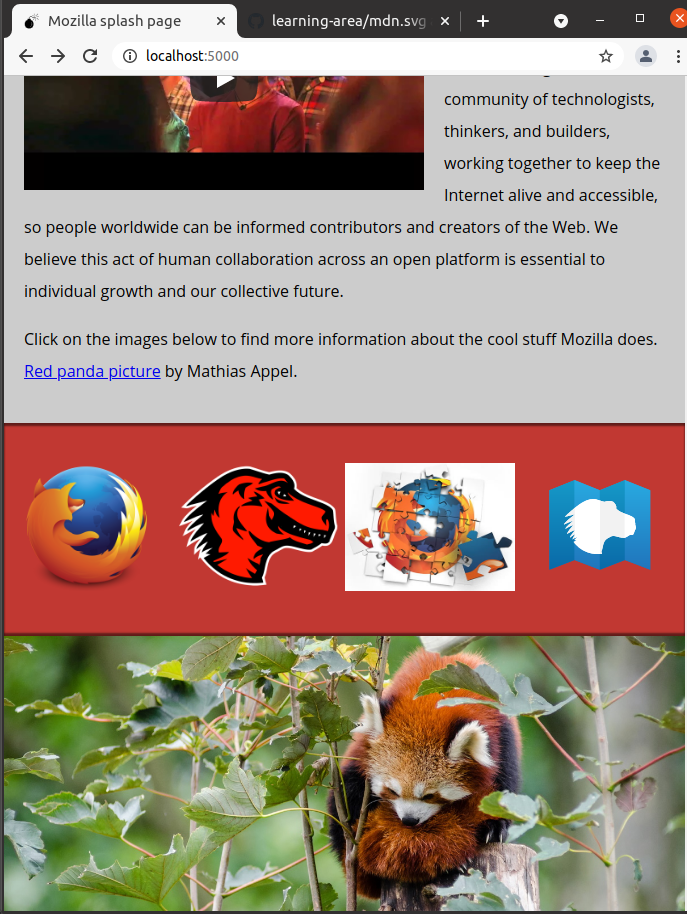 Mozilla splash page
learning-area/mdn.svg
localhost:5000
community of technologists,
thinkers, and builders,
working together to keep the
Internet alive and accessible,
so people worldwide can be informed contributors and creators of the Web. We
believe this act of human collaboration across an open platform is essential to
individual growth and our collective future.
Click on the images below to find more information about the cool stuff Mozilla does.
Red panda picture by Mathias Appel.